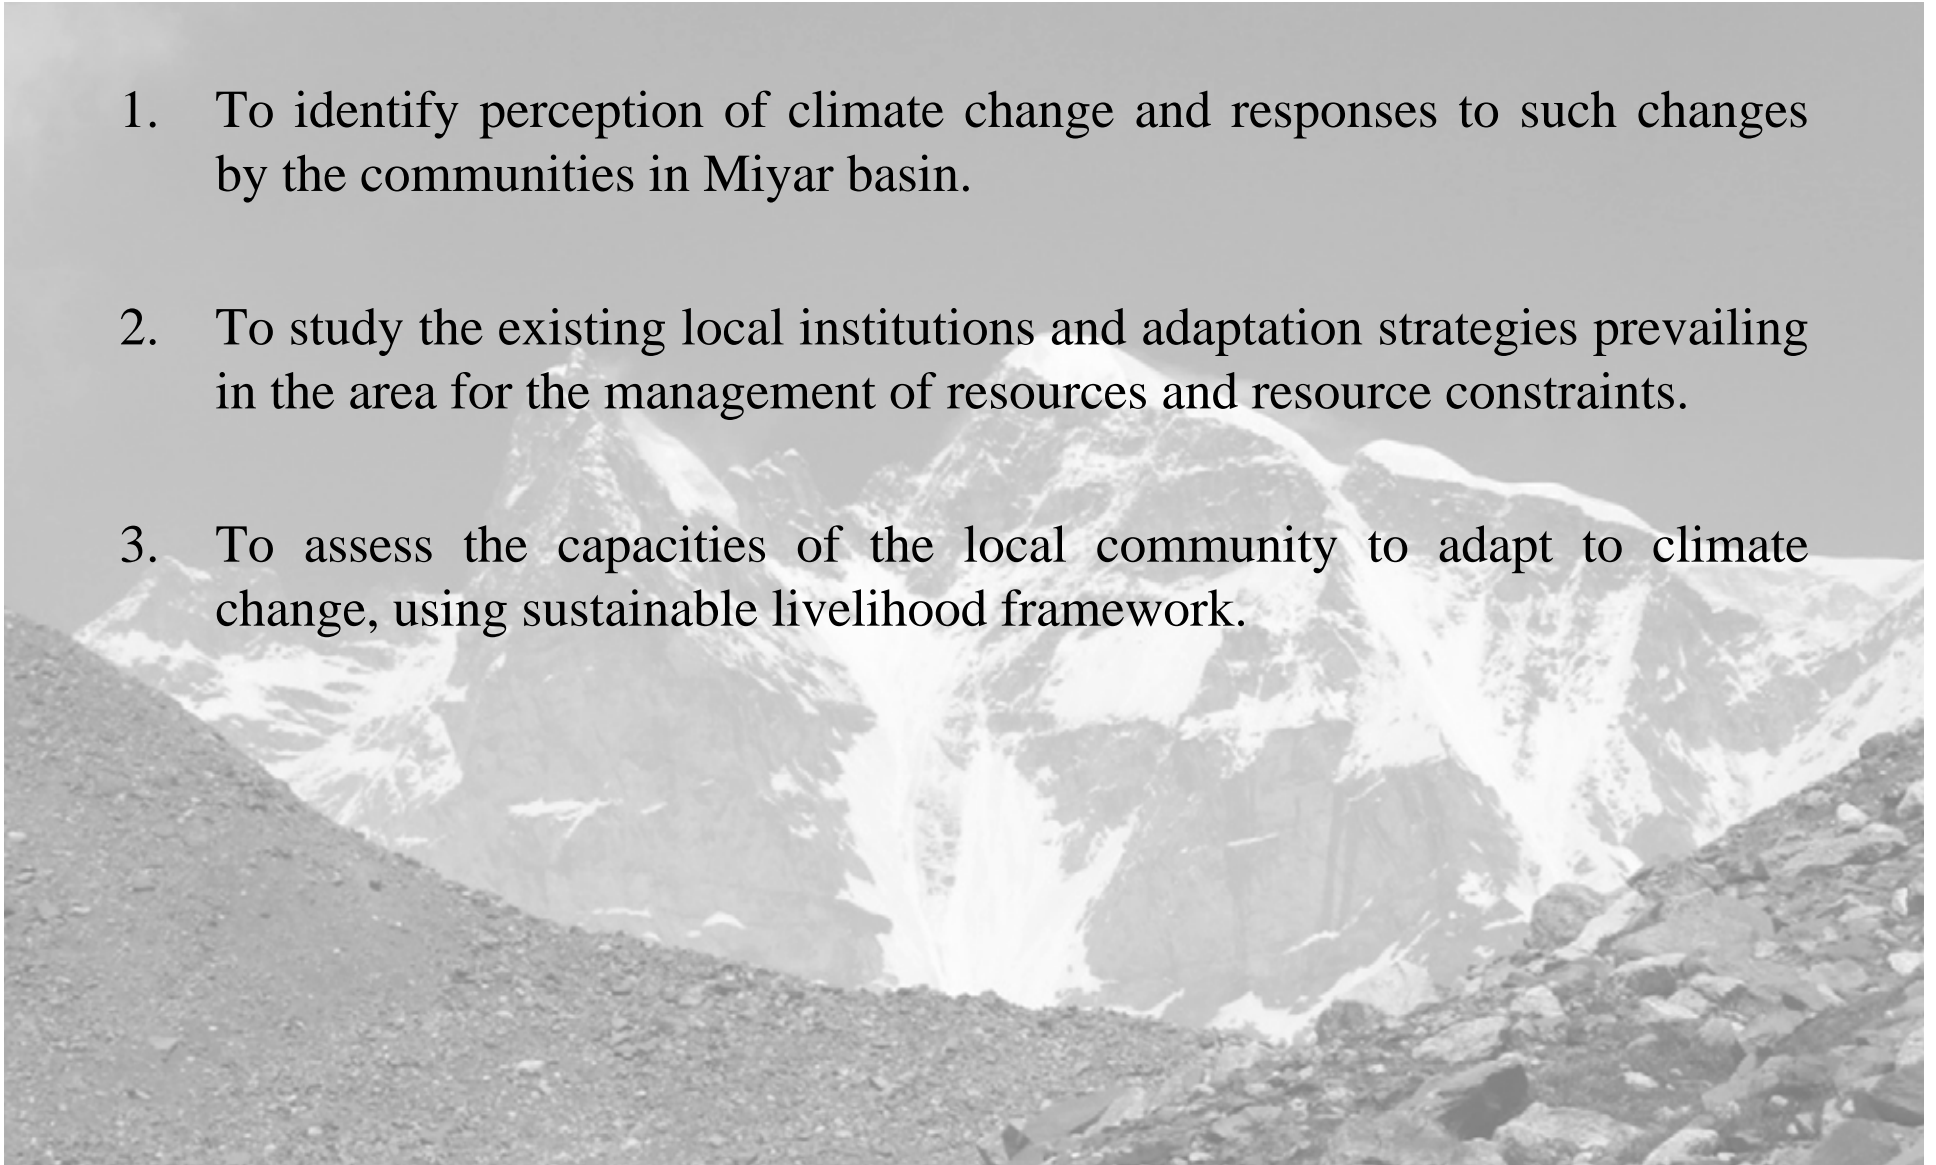 1. To identify perception of climate change and responses to such changes
by the communities in Miyar basin.
2. To study the existing local institutions and adaptation strategies prevailing
in the area for the management of resources and resource constraints.
3. To assess the capacities of the local community to adapt to climate
change, using sustainable livelihood framework.